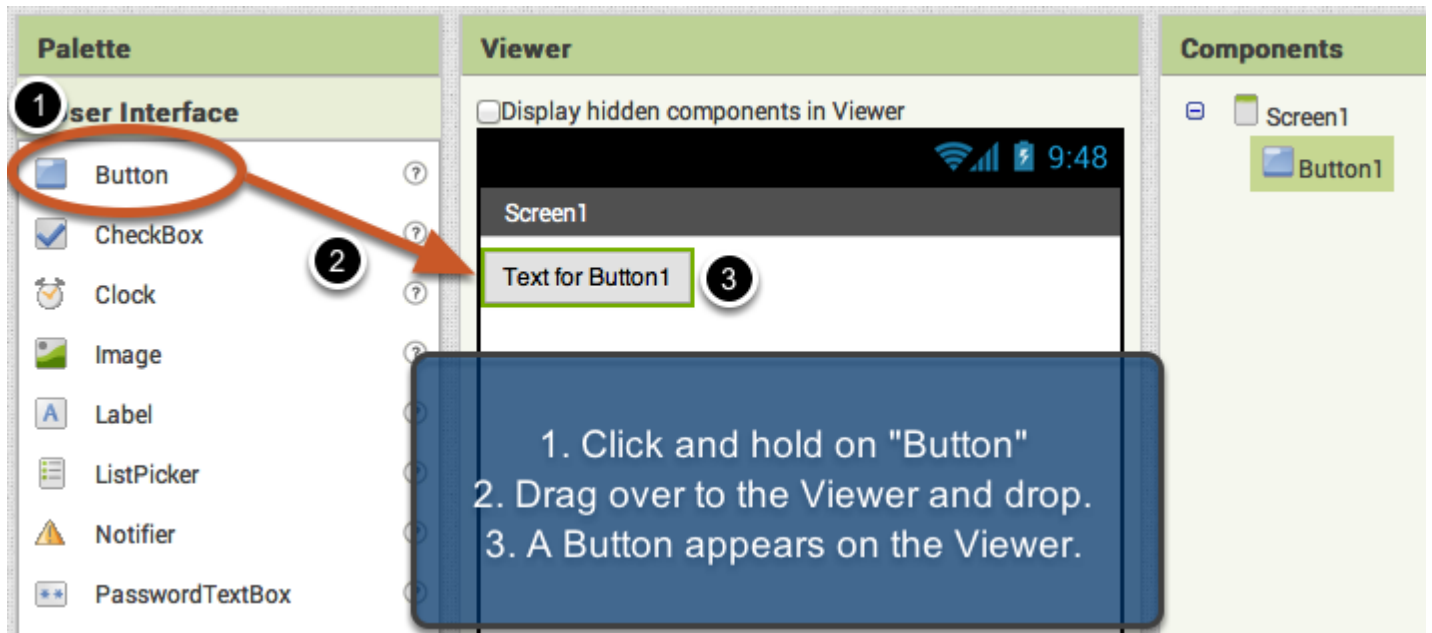 Palette
Viewer
Components
1
ser Interface
Display hidden components in Viewer
Screen1
Button1
Button
?
CheckBox
?
Clock
?
Image
?
Label
ListPicker
Notifier
PasswordTextBox
2
9:48
Screen1
Text for Button1
3
1. Click and hold on "Button"
2. Drag over to the Viewer and drop.
3. A Button appears on the Viewer.